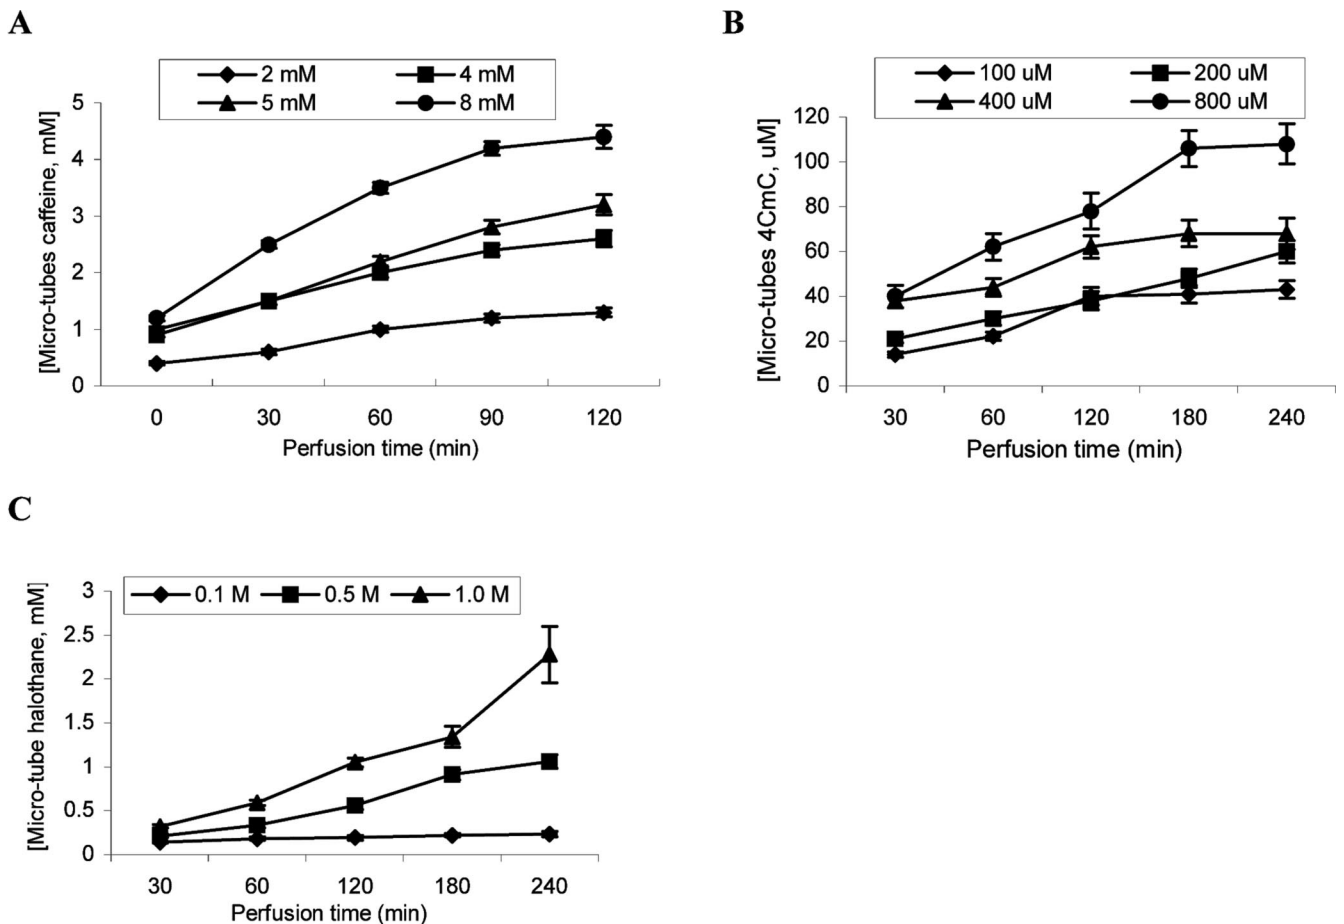 A
2 mM 4 mM
5 mM 8 mM
[Micro-tubes caffeine, mM]
5
4
3
2
1
0
0 30 60 90 120
Perfusion time (min)
B
100 uM 200 uM
400 uM 800 uM
[Micro-tubes 4CmC, uM]
120
100
80
60
40
20
0
30 60 120 180 240
Perfusion time (min)
C
0.1 M 0.5 M 1.0 M
[Micro-tube halothane, mM]
3
2.5
2
1.5
1
0.5
0
30 60 120 180 240
Perfusion time (min)